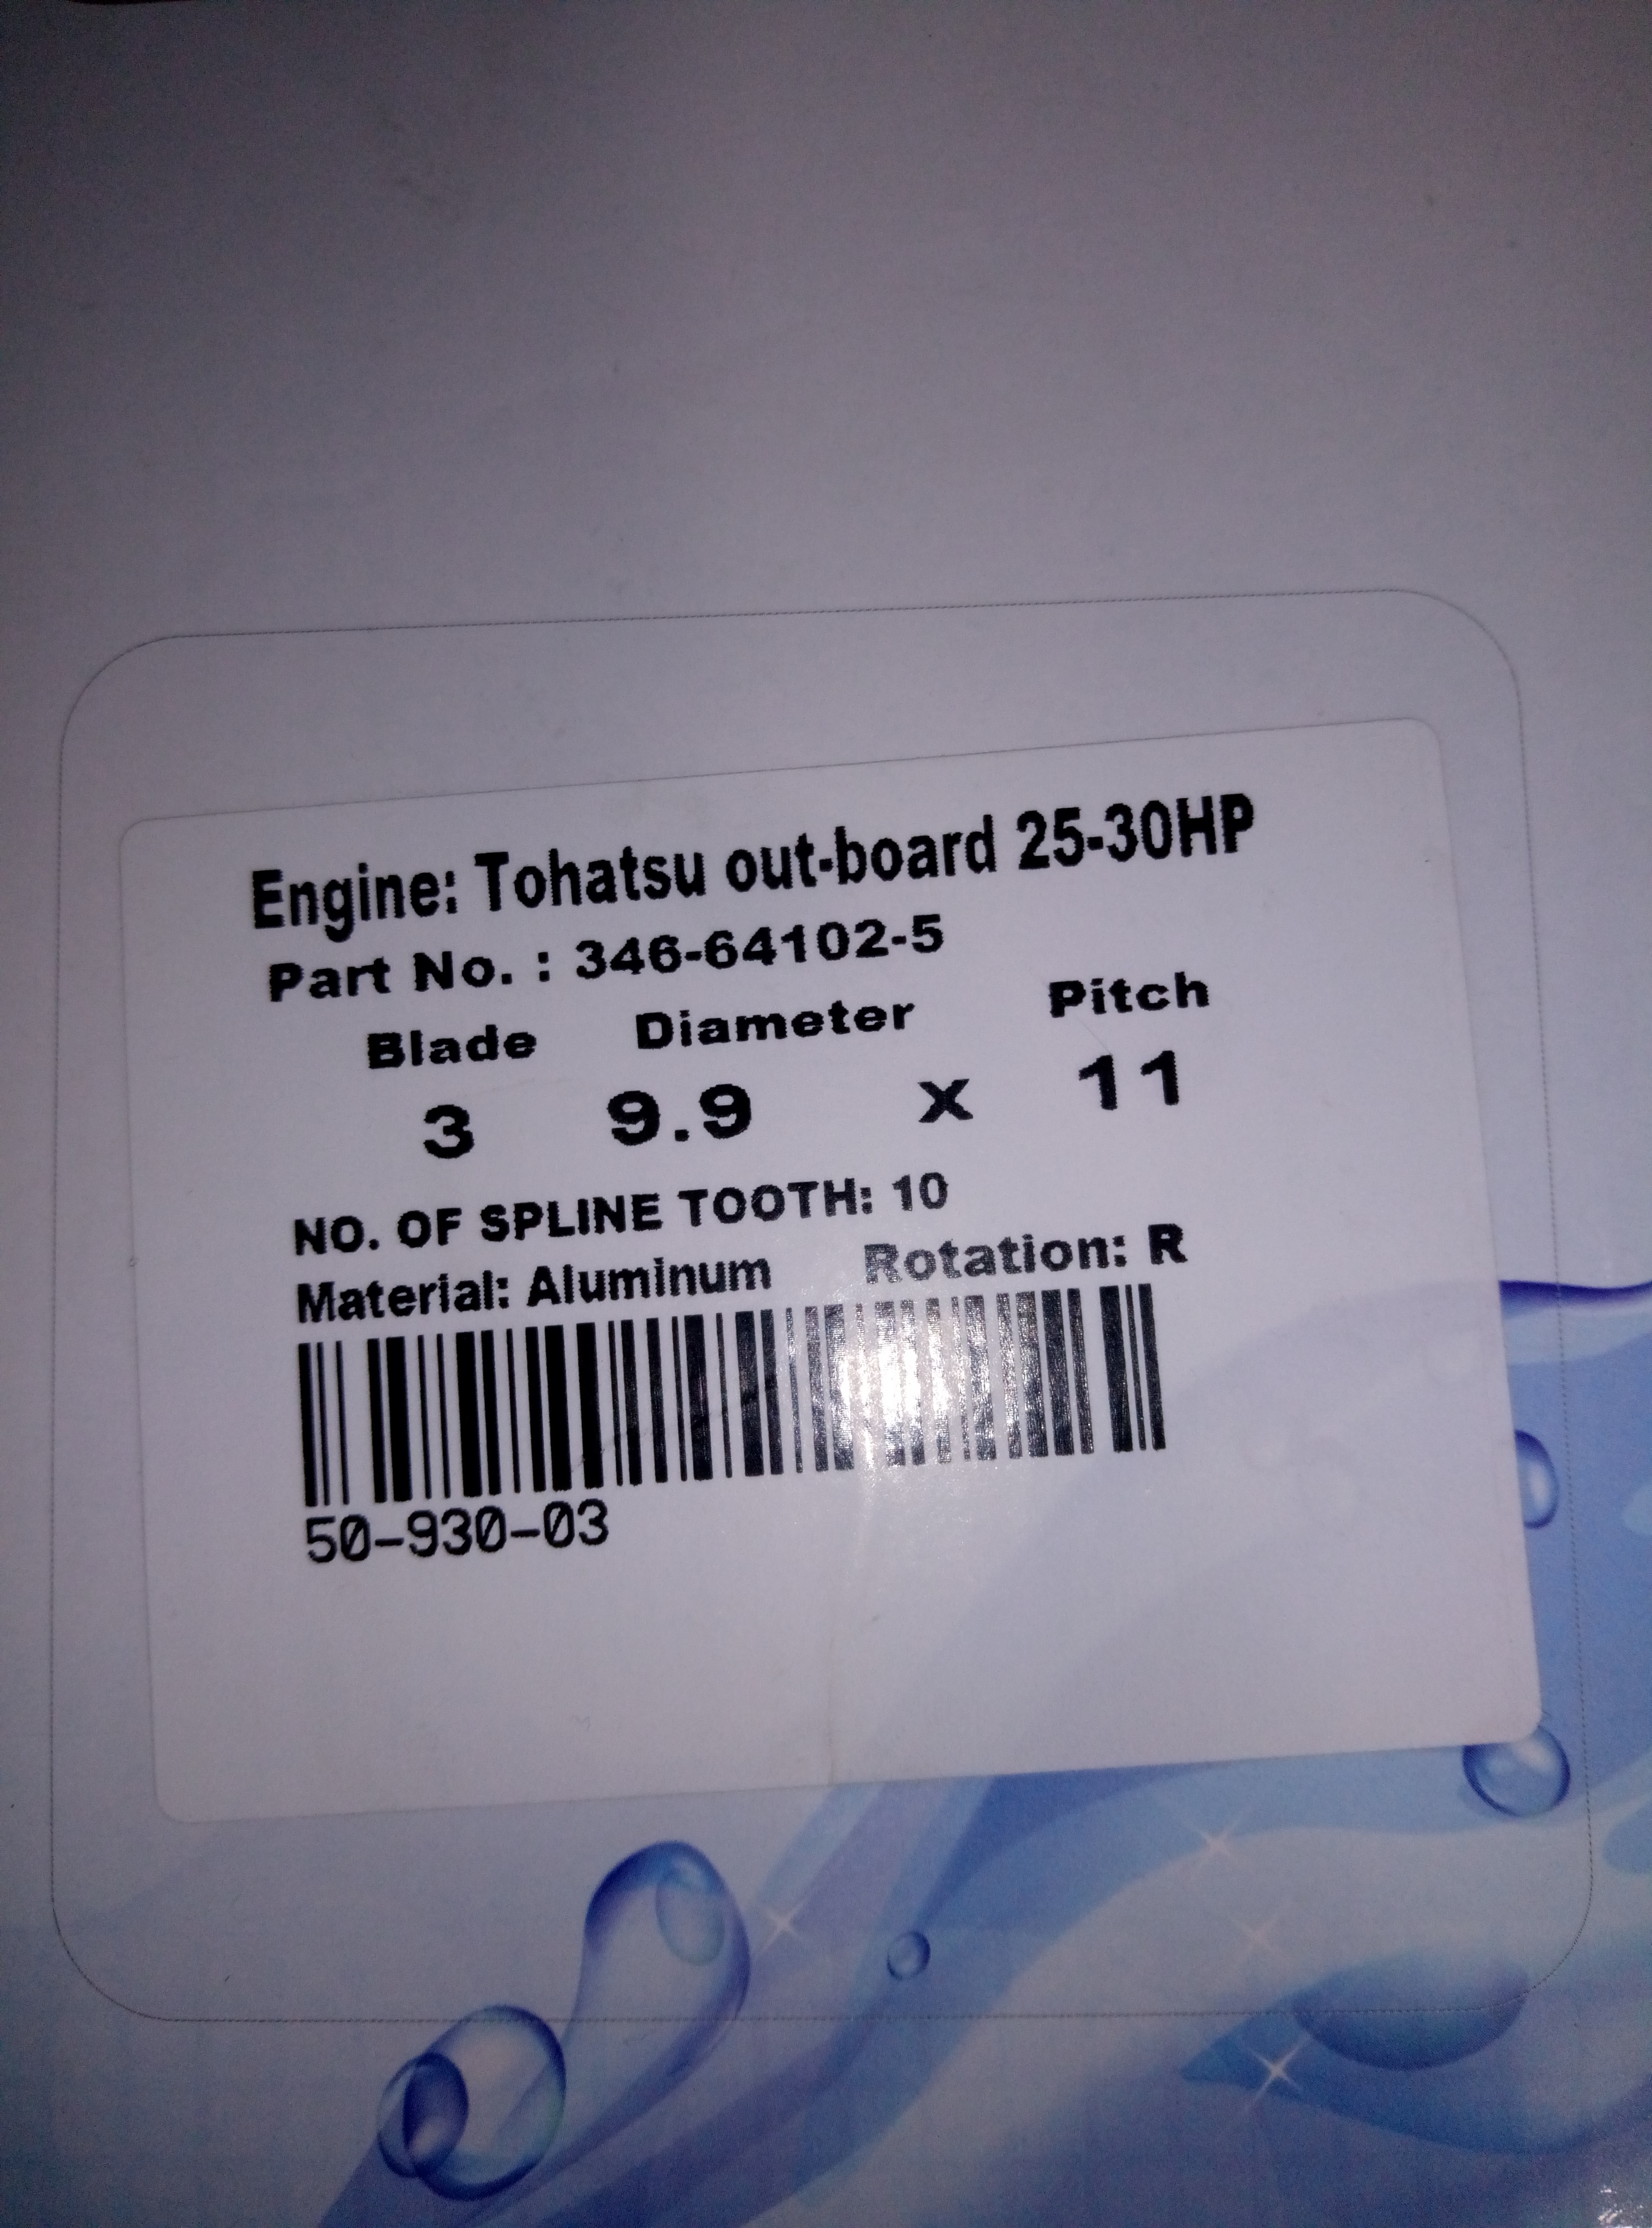 Engine: Tohatsu out-board 25-30HP
Part No. : 346-64102-5
Blade Diameter Pitch
3 9.9 x 11
NO. OF SPLINE TOOTH: 10
Material: Aluminum Rotation: R
50-930-03